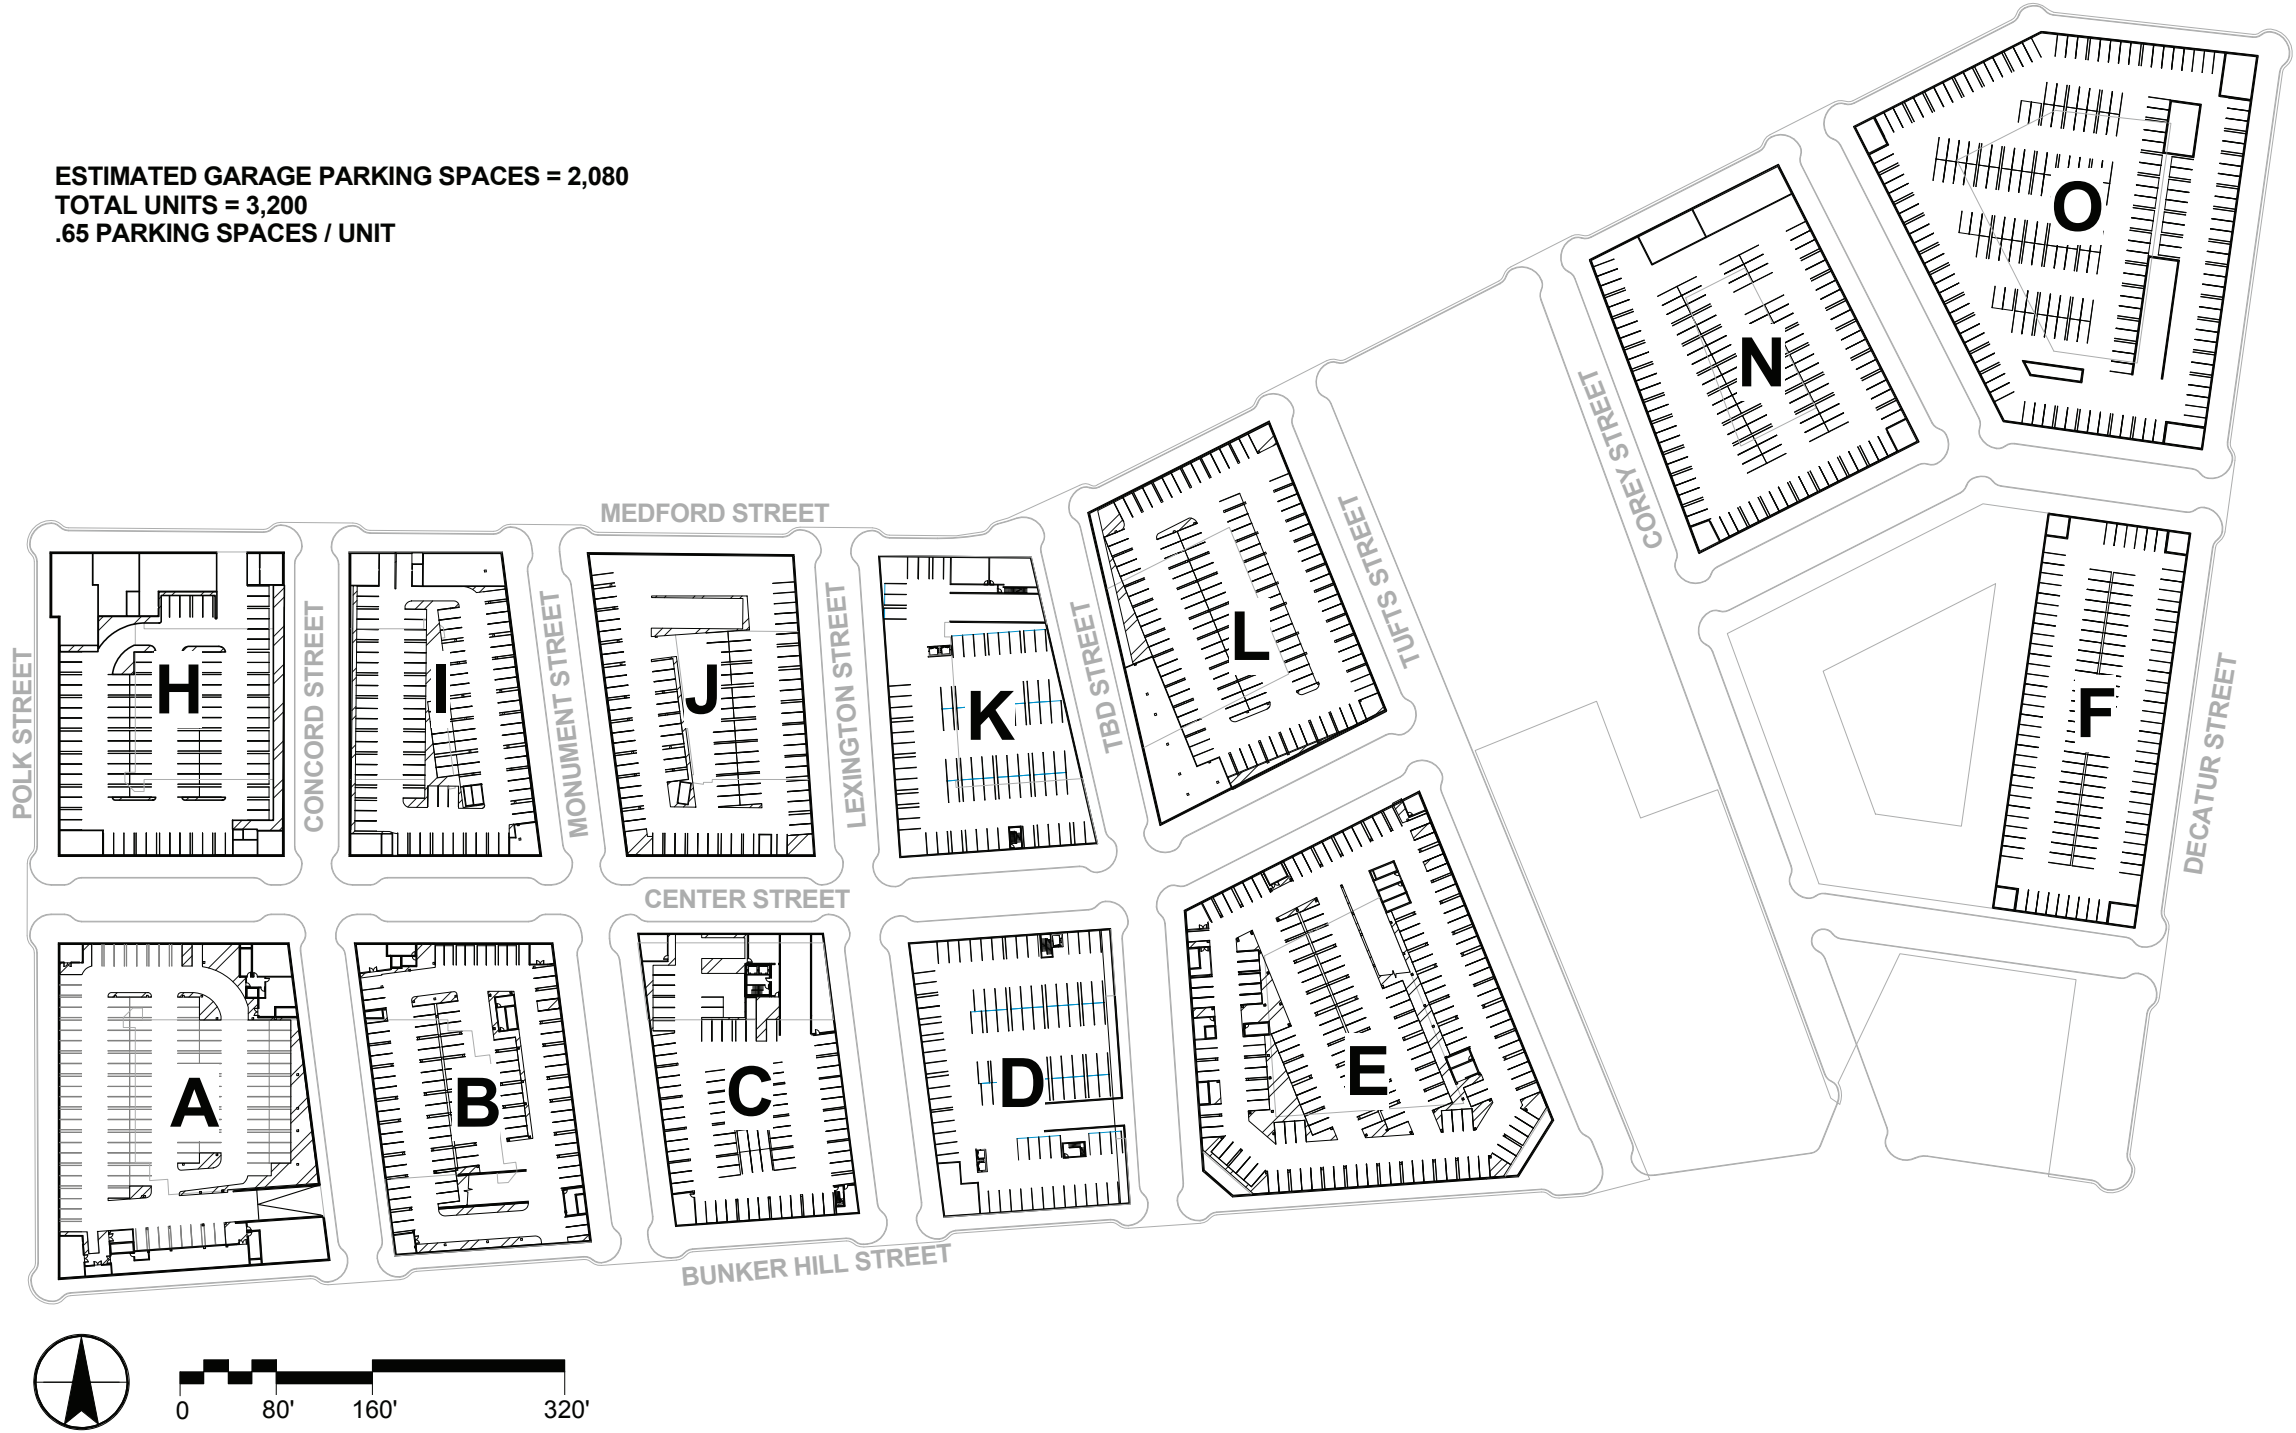 ESTIMATED GARAGE PARKING SPACES = 2,080
TOTAL UNITS = 3,200
.65 PARKING SPACES / UNIT
O
N
COREY STREET
MEDFORD STREET
TUFTS STREET
L
H
I
J
K
F
POLK STREET
CONCORD STREET
MONUMENT STREET
LEXINGTON STREET
TBD STREET
DECATUR STREET
CENTER STREET
A
B
C
D
E
BUNKER HILL STREET
0 80' 160' 320'